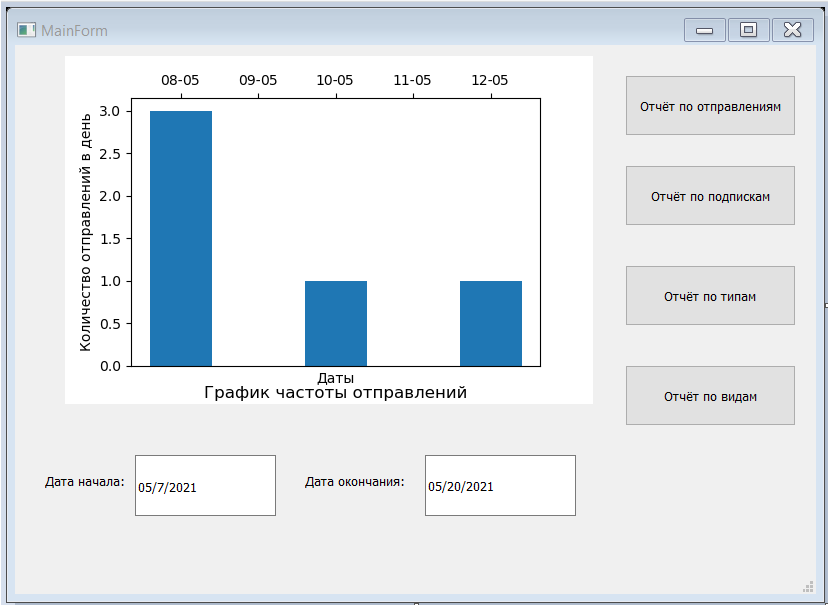 MainForm
08-05 09-05 10-05 11-05 12-05
Количество отправлений в день
3.0
2.5
2.0
1.5
1.0
0.5
0.0
Даты
График частоты отправлений
Отчёт по отправлениям
Отчёт по подпискам
Отчёт по типам
Отчёт по видам
Дата начала: 05/7/2021 Дата окончания: 05/20/2021